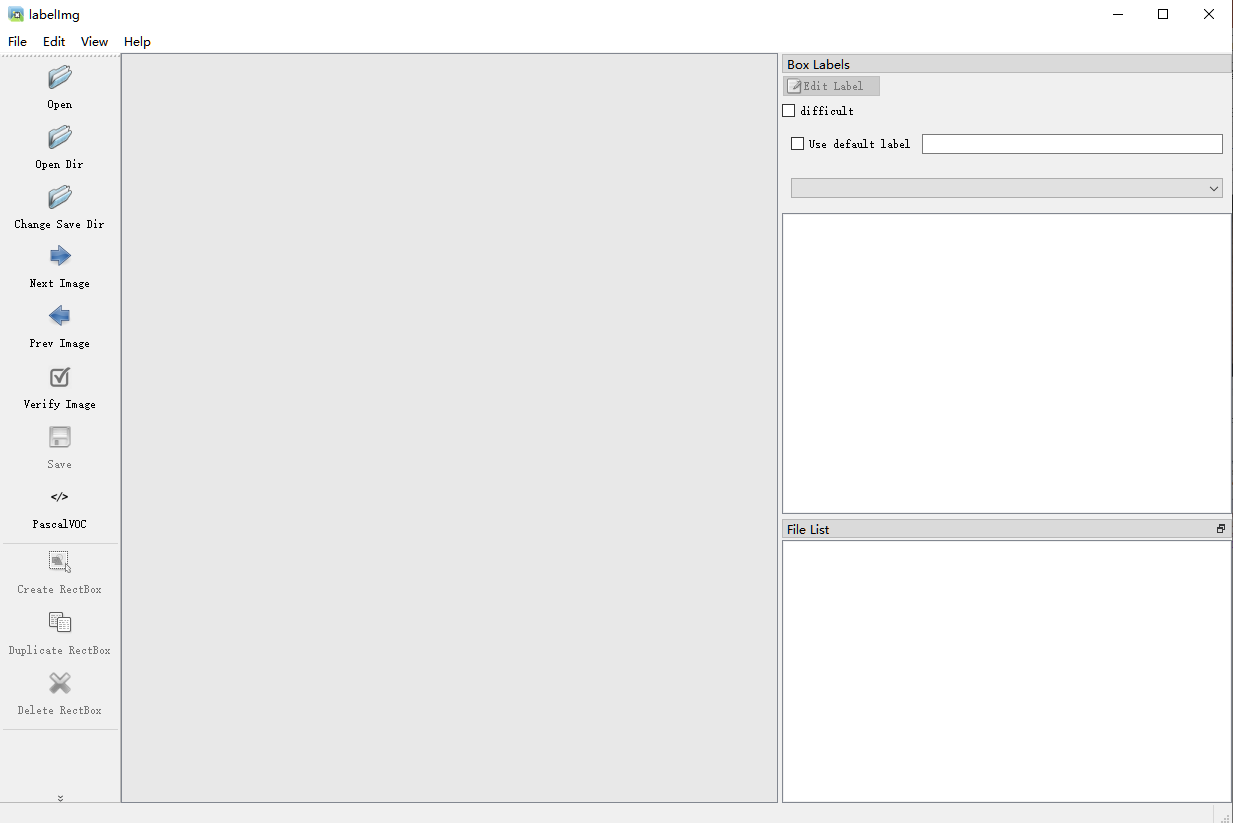 labelImg
File Edit View Help
Open
Open Dir
Change Save Dir
Next Image
Prev Image
Verify Image
Save
</>
PascalVOC
Create RectBox
Duplicate RectBox
Delete RectBox
Box Labels
Edit Label
difficult
Use default label
File List